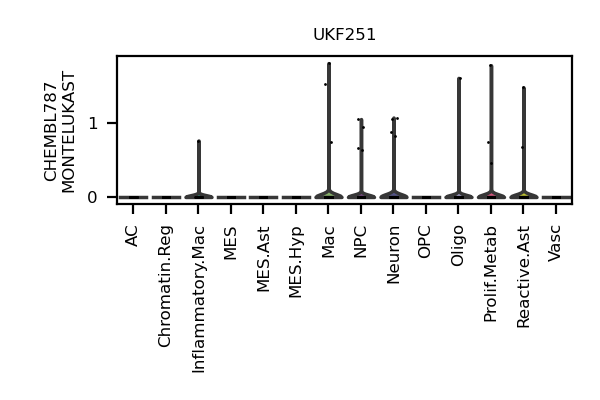 UKF251
CHEMBL787
MONTELUKAST
1
0
AC
Chromatin.Reg
Inflammatory.Mac
MES
MES.Ast
MES.Hyp
Mac
NPC
Neuron
OPC
Oligo
Prolif.Metab
Reactive.Ast
Vasc